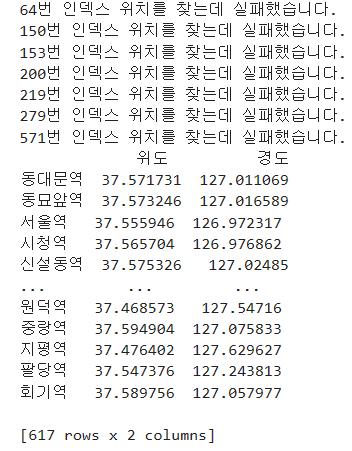 64번 인덱스 위치를 찾는데 실패했습니다.
150번 인덱스 위치를 찾는데 실패했습니다.
153번 인덱스 위치를 찾는데 실패했습니다.
200번 인덱스 위치를 찾는데 실패했습니다.
219번 인덱스 위치를 찾는데 실패했습니다.
279번 인덱스 위치를 찾는데 실패했습니다.
571번 인덱스 위치를 찾는데 실패했습니다.
위도 경도
동대문역 37.571731 127.011069
동묘앞역 37.573246 127.016589
서울역 37.555946 126.972317
시청역 37.565704 126.976862
신설동역 37.575326 127.02485
... ... ...
원덕역 37.468573 127.54716
중랑역 37.594904 127.075833
지평역 37.476402 127.629627
팔당역 37.547376 127.243813
회기역 37.589756 127.057977
[617 rows x 2 columns]